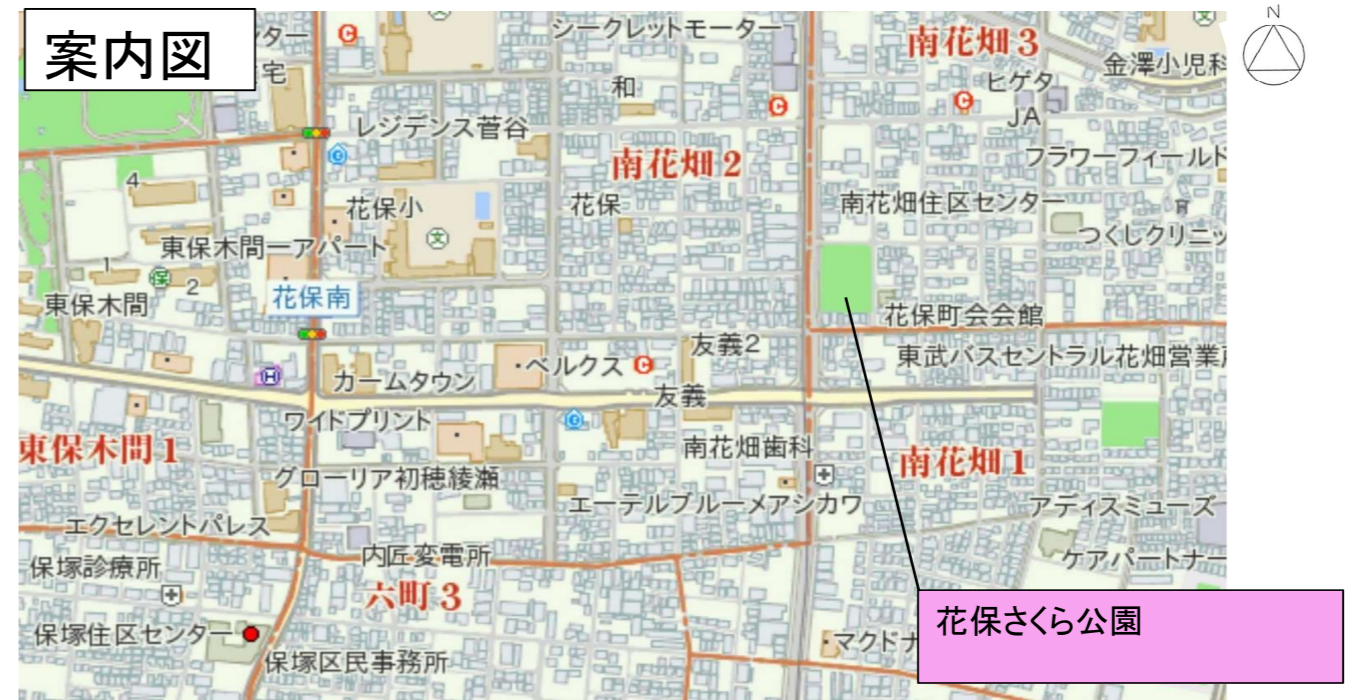 案内図
N
ター
宅
シークレットモーター
南花畑3
金澤小児科
ヒゲタ
JA
和
レジデンス菅谷
南花畑2
フラワーフィールド
4
花保小
文
花保
南花畑住区センター
東保木間一アパート
つくしクリニッ
1
保
2
東保木間
花保南
花保町会会館
友義2
ベルクス
C
東武バスセントラル花畑営業
H
カームタウン
友義
ワイドプリント
東保木間1
南花畑歯科
南花畑1
グローリア初穂綾瀬
エーテルブルーメアシカワ
アディスミューズ
エクセレントパレス
内匠変電所
ケアパートナー
保塚診療所
六町3
花保さくら公園
保塚住区センター
マクドナ
保塚区民事務所